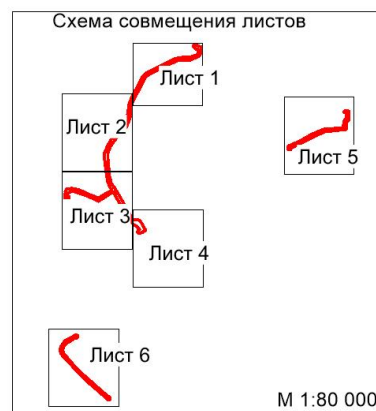 Схема совмещения листов
Лист 1
Лист 2
Лист 5
Лист 3
Лист 4
Лист 6
М 1:80 000